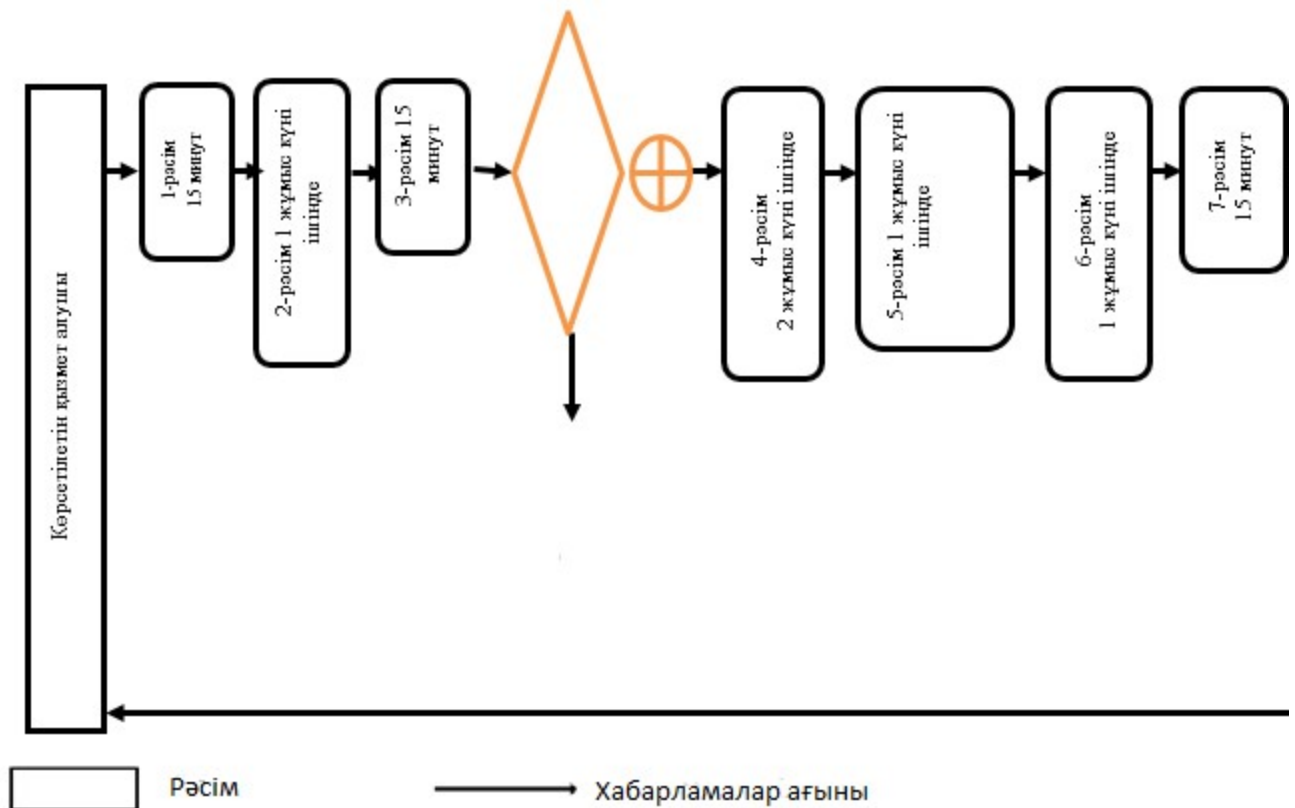 Көрсетілетін қызмет алушы
1-рәсім
15 минут
2-рәсім 1 жұмыс күні
ішінде
3-рәсім 15
минут
4-рәсім
2 жұмыс күні ішінде
5-рәсім 1 жұмыс күні
ішінде
6-рәсім
1 жұмыс күні ішінде
7-рәсім
15 минут
Рәсім
Хабарламалар ағыны